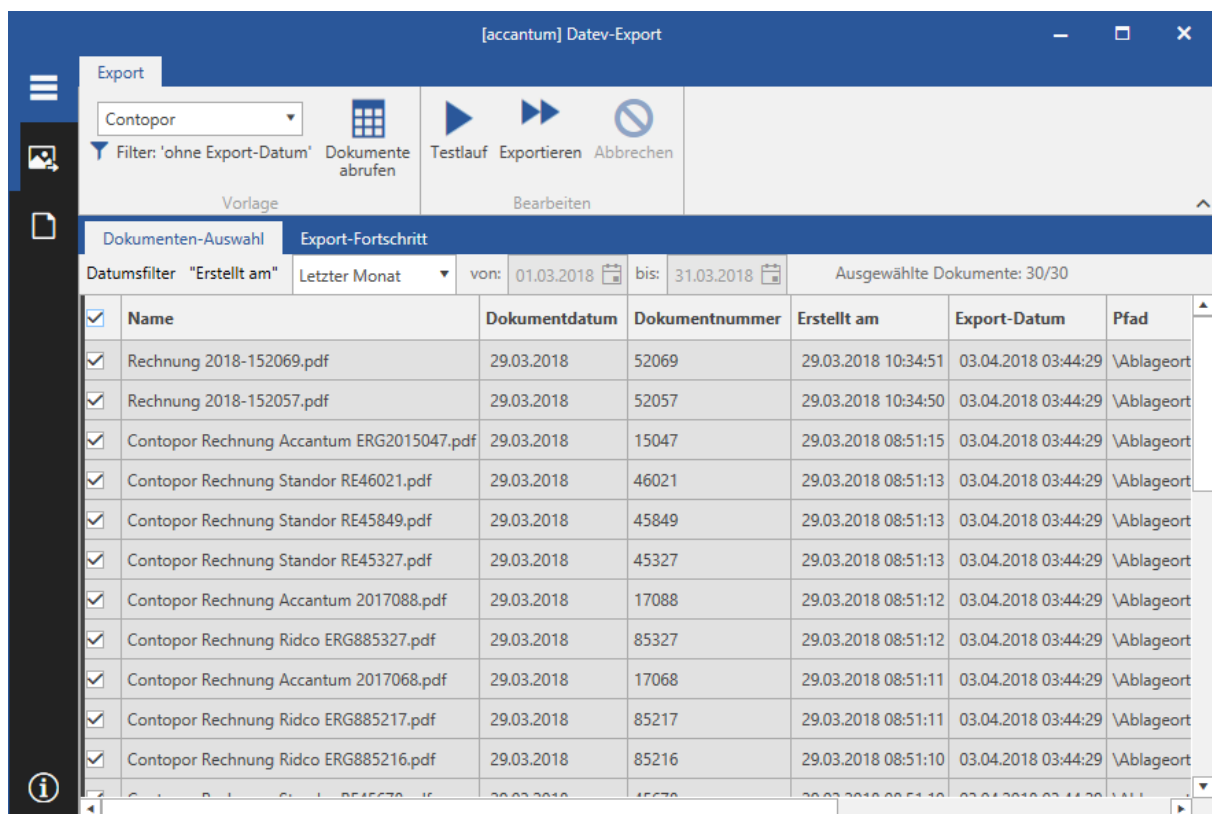 [accantum] Datev-Export
Export
Contopor
Filter: 'ohne Export-Datum'
Dokumente
abrufen
Testlauf Exportieren Abbrechen
Vorlage Bearbeiten
Dokumenten-Auswahl Export-Fortschritt
Datumsfilter "Erstellt am" Letzter Monat von: 01.03.2018 bis: 31.03.2018 Ausgewählte Dokumente: 30/30
Name Dokumentdatum Dokumentnummer Erstellt am Export-Datum Pfad
Rechnung 2018-152069.pdf 29.03.2018 52069 29.03.2018 10:34:51 03.04.2018 03:44:29 \Ablageort
Rechnung 2018-152057.pdf 29.03.2018 52057 29.03.2018 10:34:50 03.04.2018 03:44:29 \Ablageort
Contopor Rechnung Accantum ERG2015047.pdf 29.03.2018 15047 29.03.2018 08:51:15 03.04.2018 03:44:29 \Ablageort
Contopor Rechnung Standor RE46021.pdf 29.03.2018 46021 29.03.2018 08:51:13 03.04.2018 03:44:29 \Ablageort
Contopor Rechnung Standor RE45849.pdf 29.03.2018 45849 29.03.2018 08:51:13 03.04.2018 03:44:29 \Ablageort
Contopor Rechnung Standor RE45327.pdf 29.03.2018 45327 29.03.2018 08:51:13 03.04.2018 03:44:29 \Ablageort
Contopor Rechnung Accantum 2017088.pdf 29.03.2018 17088 29.03.2018 08:51:12 03.04.2018 03:44:29 \Ablageort
Contopor Rechnung Ridco ERG885327.pdf 29.03.2018 85327 29.03.2018 08:51:12 03.04.2018 03:44:29 \Ablageort
Contopor Rechnung Accantum 2017068.pdf 29.03.2018 17068 29.03.2018 08:51:11 03.04.2018 03:44:29 \Ablageort
Contopor Rechnung Ridco ERG885217.pdf 29.03.2018 85217 29.03.2018 08:51:11 03.04.2018 03:44:29 \Ablageort
Contopor Rechnung Ridco ERG885216.pdf 29.03.2018 85216 29.03.2018 08:51:10 03.04.2018 03:44:29 \Ablageort